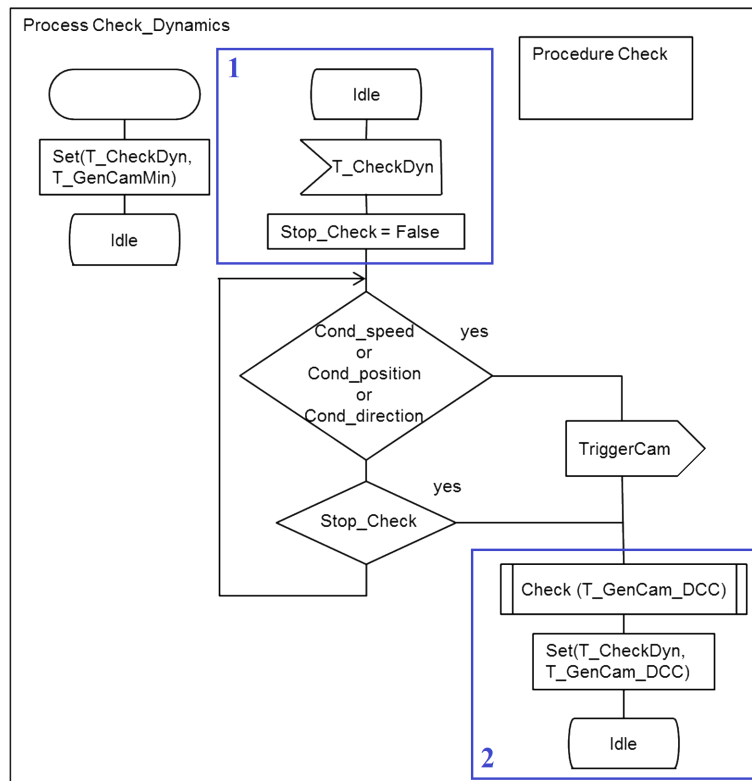 Process Check_Dynamics
1
Procedure Check
Idle
Set(T_CheckDyn,
T_GenCamMin)
T_CheckDyn
Idle
Stop_Check = False
Cond_speed
or
Cond_position
or
Cond_direction
yes
TriggerCam
yes
Stop_Check
Check (T_GenCam_DCC)
Set(T_CheckDyn,
T_GenCam_DCC)
Idle
2